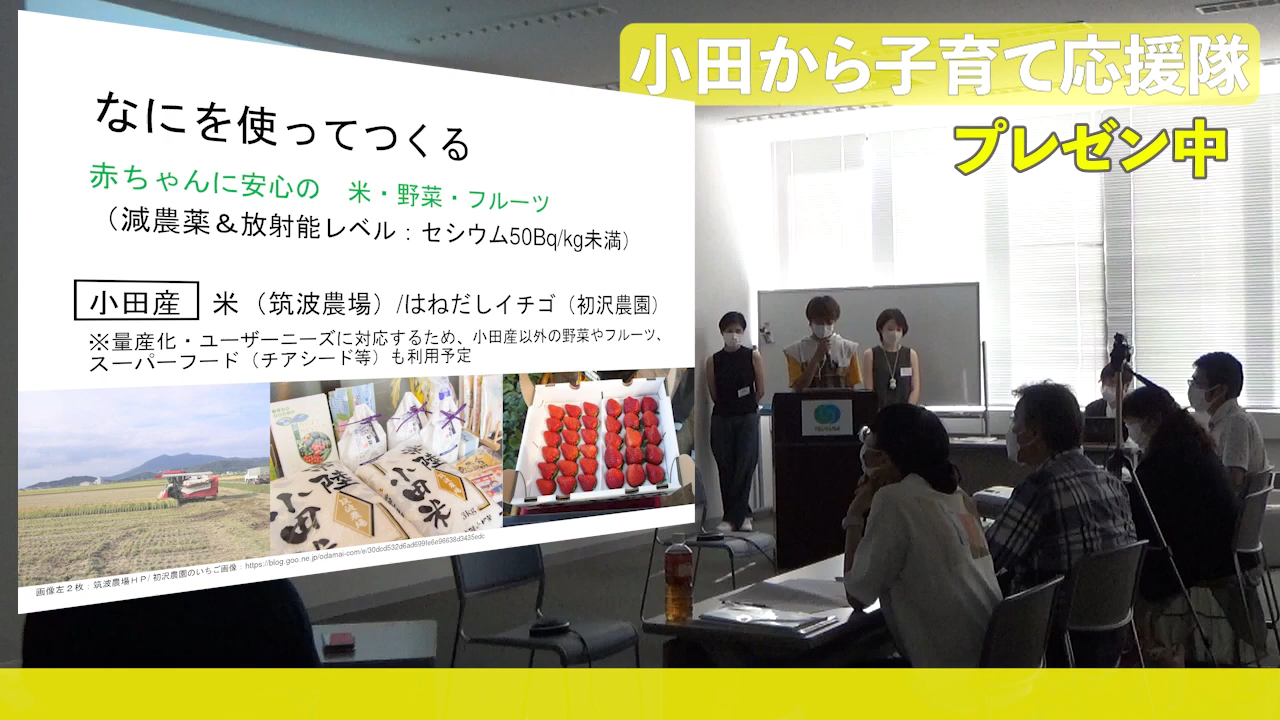 小田から子育て応援隊
プレゼン中
なにを使ってつくる
赤ちゃんに安心の　米・野菜・フルーツ
（減農薬＆放射能レベル：セシウム50Bq/kg未満）
小田産 米（筑波農場）/はねだしイチゴ（初沢農園）
※量産化・ユーザーニーズに対応するため、小田産以外の野菜やフルーツ、
スーパーフード（チアシード等）も利用予定
常陸
小田米
筑波農場
画像左２枚：筑波農場ＨＰ/初沢農園のいちご画像：https://blog.goo.ne.jp/odamai-com/e/30dcd532d6ad699fe6e96638d3435edc
TSUKUBA